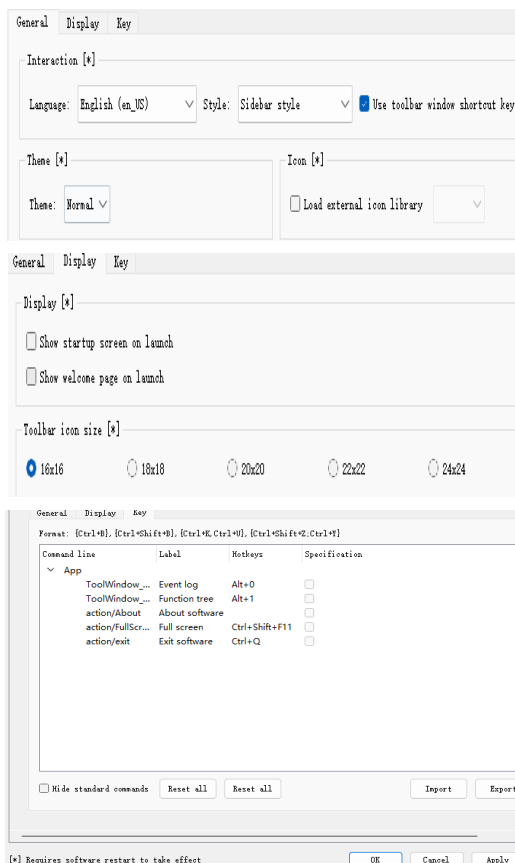 General Display Key
Interaction [*]
Language: English (en_US) Style: Sidebar style Use toolbar window shortcut key
Theme [*] Icon [*]
Theme: Normal Load external icon library
General Display Key
Display [*]
Show startup screen on launch
Show welcome page on launch
Toolbar icon size [*]
16x16 18x18 20x20 22x22 24x24
General Display Key
Format: {Ctrl+B}, {Ctrl+Shift+B}, {Ctrl+K, Ctrl+U}, {Ctrl+Shift+Z;Ctrl+Y}
Command line Label Hotkeys Specification
App
ToolWindow_... Event log Alt+0
ToolWindow_... Function tree Alt+1
action/About About software
action/FullScr... Full screen Ctrl+Shift+F11
action/exit Exit software Ctrl+Q
Hide standard commands Reset all Reset all Import Export
[*] Requires software restart to take effect OK Cancel Apply